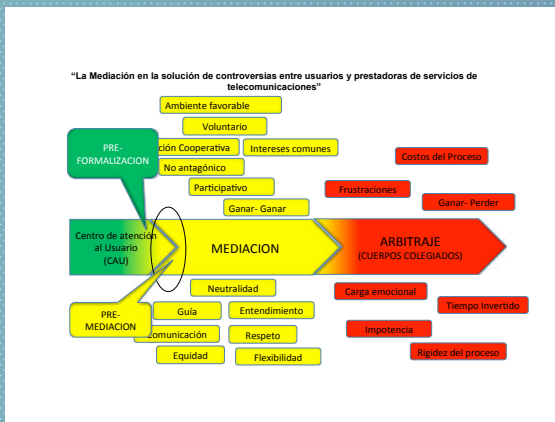 “La Mediación en la solución de controversias entre usuarios y prestadoras de servicios de
telecomunicaciones”
Ambiente favorable
Voluntario
PRE-
FORMALIZACION
ción Cooperativa
Intereses comunes
No antagónico
Participativo
Ganar- Ganar
Costos del Proceso
Frustraciones
Ganar- Perder
Centro de atención
al Usuario
(CAU)
MEDIACION
ARBITRAJE
(CUERPOS COLEGIADOS)
Neutralidad
PRE-
MEDIACION
Guía
Entendimiento
omunicación
Respeto
Equidad
Flexibilidad
Carga emocional
Tiempo Invertido
Impotencia
Rigidez del proceso